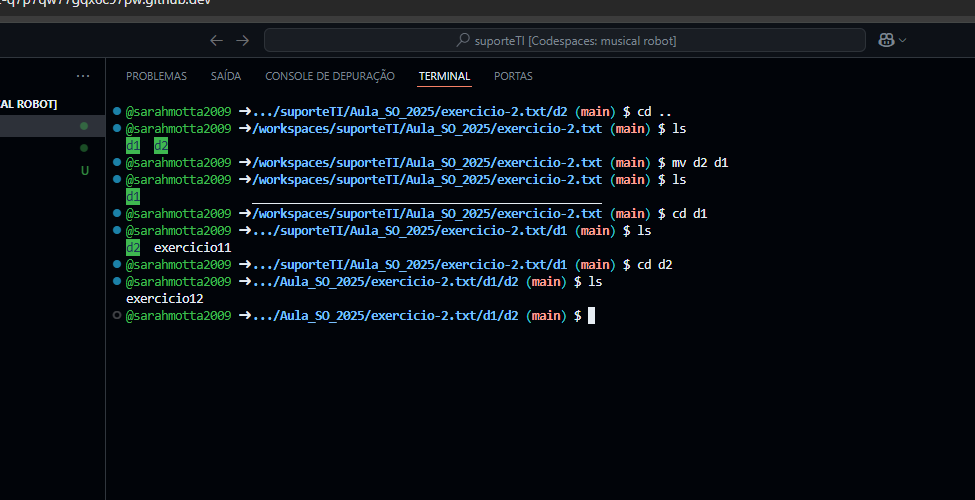 suporteTI [Codespaces: musical robot]
PROBLEMAS SAÍDA CONSOLE DE DEPURAÇÃO TERMINAL PORTAS
AL ROBOT]
U
@sarahmotta2009 ➜.../suporteTI/Aula_SO_2025/exercicio-2.txt/d2 (main) $ cd ..
@sarahmotta2009 ➜/workspaces/suporteTI/Aula_SO_2025/exercicio-2.txt (main) $ ls
d1 d2
@sarahmotta2009 ➜/workspaces/suporteTI/Aula_SO_2025/exercicio-2.txt (main) $ mv d2 d1
@sarahmotta2009 ➜/workspaces/suporteTI/Aula_SO_2025/exercicio-2.txt (main) $ ls
d1
@sarahmotta2009 ➜/workspaces/suporteTI/Aula_SO_2025/exercicio-2.txt (main) $ cd d1
@sarahmotta2009 ➜.../suporteTI/Aula_SO_2025/exercicio-2.txt/d1 (main) $ ls
d2 exercicio11
@sarahmotta2009 ➜.../suporteTI/Aula_SO_2025/exercicio-2.txt/d1 (main) $ cd d2
@sarahmotta2009 ➜.../Aula_SO_2025/exercicio-2.txt/d1/d2 (main) $ ls
exercicio12
@sarahmotta2009 ➜.../Aula_SO_2025/exercicio-2.txt/d1/d2 (main) $